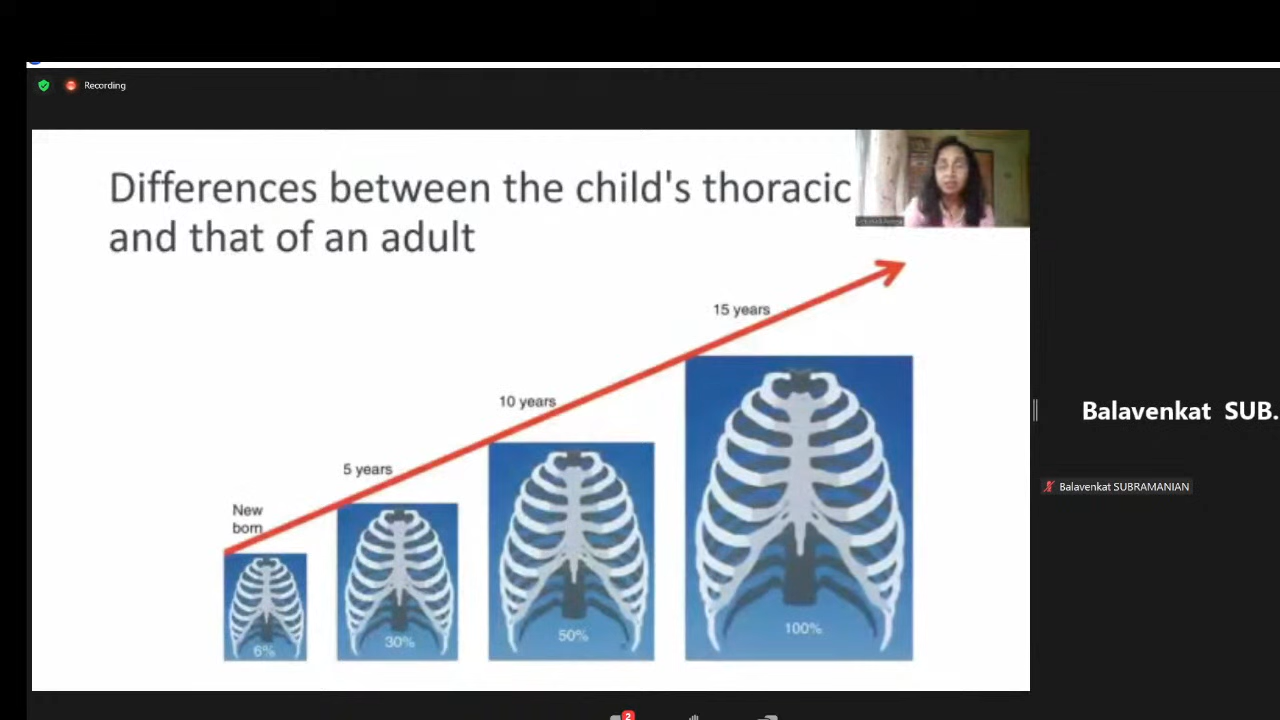 Recording
Differences between the child's thoracic
and that of an adult
15 years
10 years
5 years
New
born
6%
30%
50%
100%
Balavenkat SUB.
Balavenkat SUBRAMANIAN
2